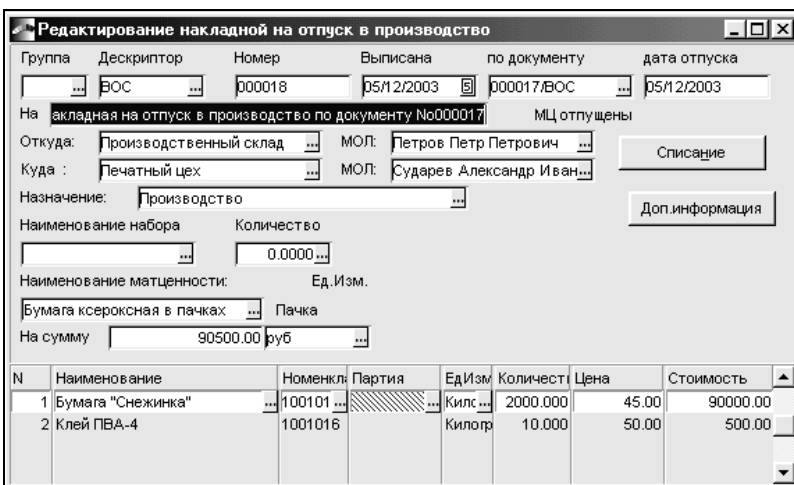 Редактирование накладной на отпуск в производство
Группа Дескриптор Номер Выписана по документу дата отпуска
... ВОС ... 000018 05/12/2003 5 000017/ВОС ... 05/12/2003
На акладная на отпуск в производство по документу No000017 МЦ отпущены
Откуда: Производственный склад ... МОЛ: Петров Петр Петрович ... Списание
Куда : Печатный цех ... МОЛ: Сударев Александр Иван...
Назначение: Производство ... Доп.информация
Наименование набора Количество
... 0.0000 ...
Наименование матценности: Ед.Изм.
Бумага ксероксная в пачках ... Пачка
На сумму 90500.00 руб ...
N Наименование Номенкла Партия ЕдИзм Количест Цена Стоимость
1 Бумага "Снежинка" ... 100101 ... ... Килс ... 2000.000 45.00 90000.00
2 Клей ПВА-4 1001016 Килогр 10.000 50.00 500.00